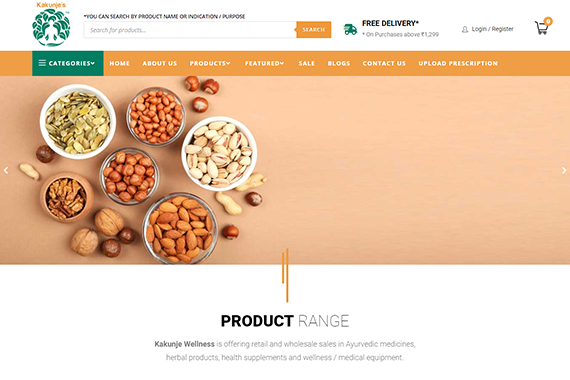 Kakunje's
*YOU CAN SEARCH BY PRODUCT NAME OR INDICATION / PURPOSE
Search for products...
SEARCH
FREE DELIVERY*
* On Purchases above ₹1,299
Login / Register
0
CATEGORIES
HOME
ABOUT US
PRODUCTS
FEATURED
SALE
BLOGS
CONTACT US
UPLOAD PRESCRIPTION
PRODUCT RANGE
Kakunje Wellness is offering retail and wholesale sales in Ayurvedic medicines,
herbal products, health supplements and wellness / medical equipment.